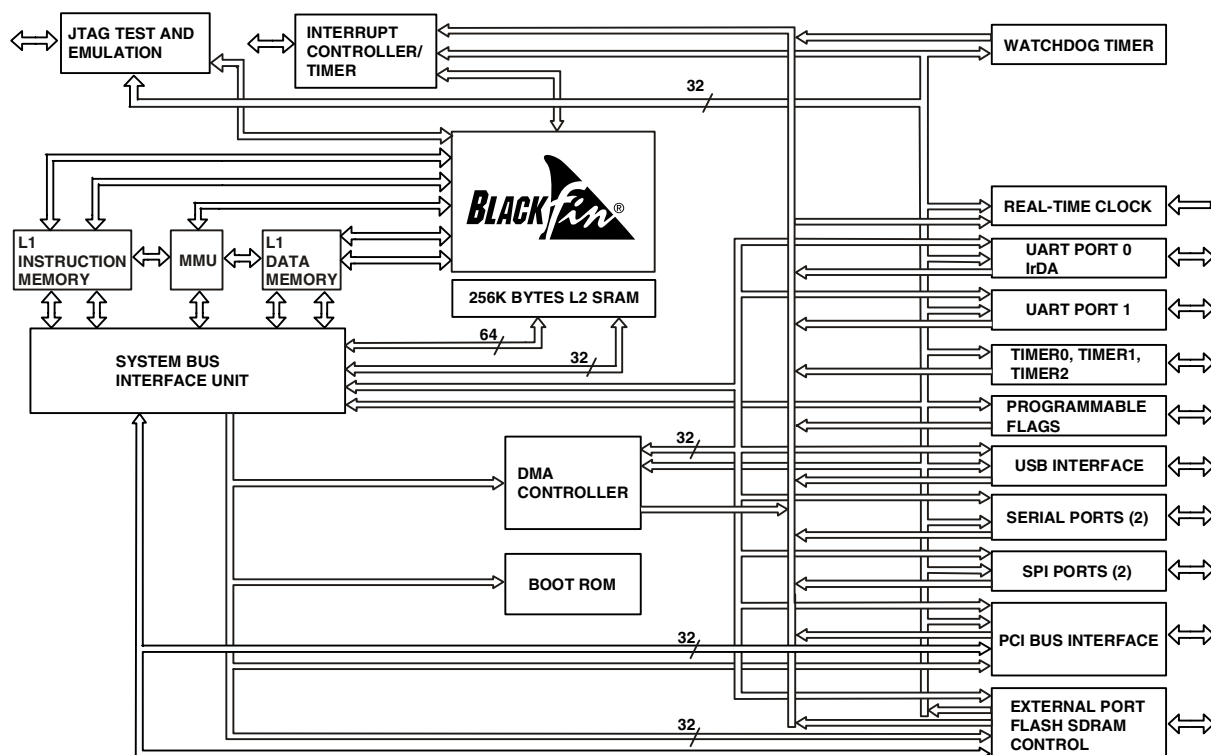 JTAG TEST AND
EMULATION
INTERRUPT
CONTROLLER/
TIMER
WATCHDOG TIMER
32
BLACKfin®
REAL-TIME CLOCK
L1
INSTRUCTION
MEMORY
MMU
L1
DATA
MEMORY
UART PORT 0
IrDA
256K BYTES L2 SRAM
UART PORT 1
64
32
SYSTEM BUS
INTERFACE UNIT
TIMER0, TIMER1,
TIMER2
PROGRAMMABLE
FLAGS
32
DMA
CONTROLLER
USB INTERFACE
SERIAL PORTS (2)
BOOT ROM
SPI PORTS (2)
32
PCI BUS INTERFACE
32
EXTERNAL PORT
FLASH SDRAM
CONTROL